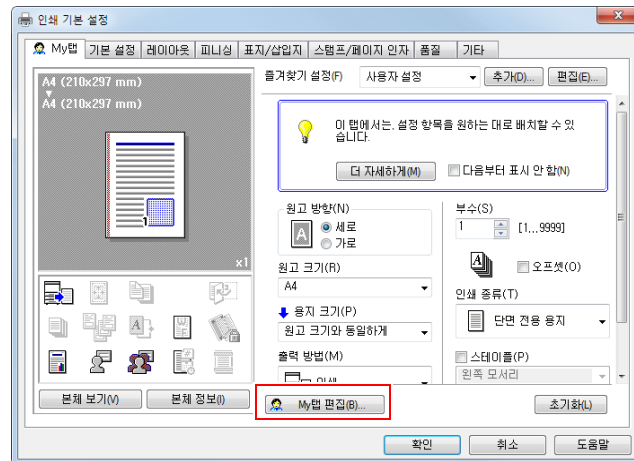 인쇄 기본 설정
My탭 기본 설정 레이아웃 피니싱 표지/삽입지 스탬프/페이지 인자 품질 기타
A4 (210x297 mm)
A4 (210x297 mm)
1
x1
즐겨찾기 설정(F) 사용자 설정 추가(D)... 편집(E)...
이 탭에서는, 설정 항목을 원하는 대로 배치할 수 있
습니다.
더 자세하게(M) 다음부터 표시 안 함(N)
원고 방향(N)
A
세로
가로
원고 크기(R)
A4
용지 크기(P)
원고 크기와 동일하게
출력 방법(M)
인쇄
부수(S)
1 [1...9999]
오프셋(O)
인쇄 종류(T)
단면 전용 용지
스테이플(P)
왼쪽 모서리
본체 보기(V) 본체 정보(I) My탭 편집(B)... 초기화(L)
확인 취소 도움말